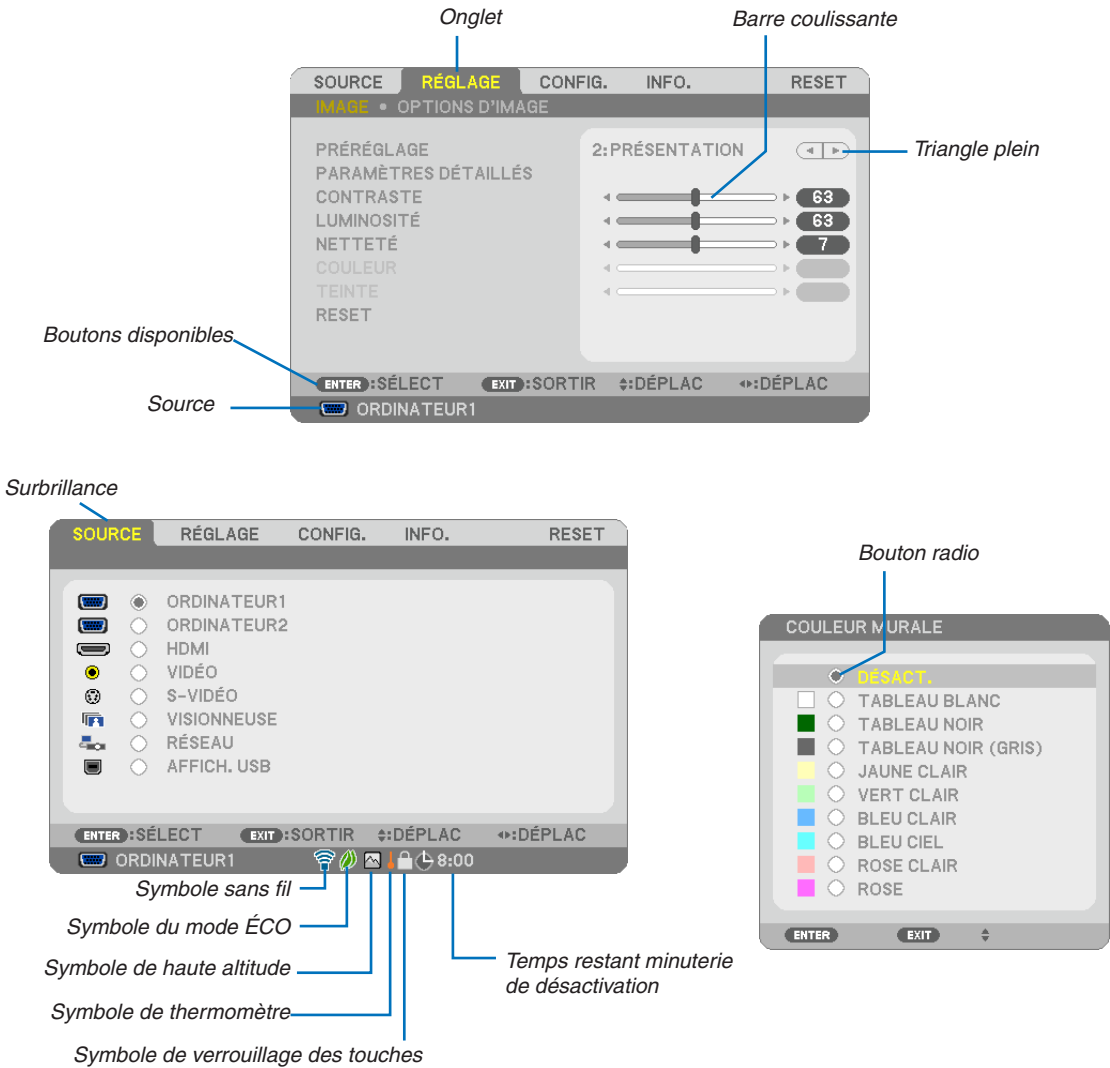 Onglet
Barre coulissante
SOURCE RÉGLAGE CONFIG. INFO. RESET
IMAGE • OPTIONS D'IMAGE
PRÉRÉGLAGE 2:PRÉSENTATION
Triangle plein
PARAMÈTRES DÉTAILLÉS
CONTRASTE 63
LUMINOSITÉ 63
NETTETÉ 7
COULEUR
TEINTE
RESET
Boutons disponibles
ENTER :SÉLECT EXIT :SORTIR :DÉPLAC :DÉPLAC
Source
ORDINATEUR1
Surbrillance
SOURCE RÉGLAGE CONFIG. INFO. RESET
ORDINATEUR1
ORDINATEUR2
HDMI
VIDÉO
S-VIDÉO
VISIONNEUSE
RÉSEAU
AFFICH. USB
ENTER :SÉLECT EXIT :SORTIR :DÉPLAC :DÉPLAC
ORDINATEUR1 8:00
Symbole sans fil
Symbole du mode ÉCO
Symbole de haute altitude
Symbole de thermomètre
Symbole de verrouillage des touches
Temps restant minuterie
de désactivation
Bouton radio
COULEUR MURALE
DÉSACT.
TABLEAU BLANC
TABLEAU NOIR
TABLEAU NOIR (GRIS)
JAUNE CLAIR
VERT CLAIR
BLEU CLAIR
BLEU CIEL
ROSE CLAIR
ROSE
ENTER EXIT